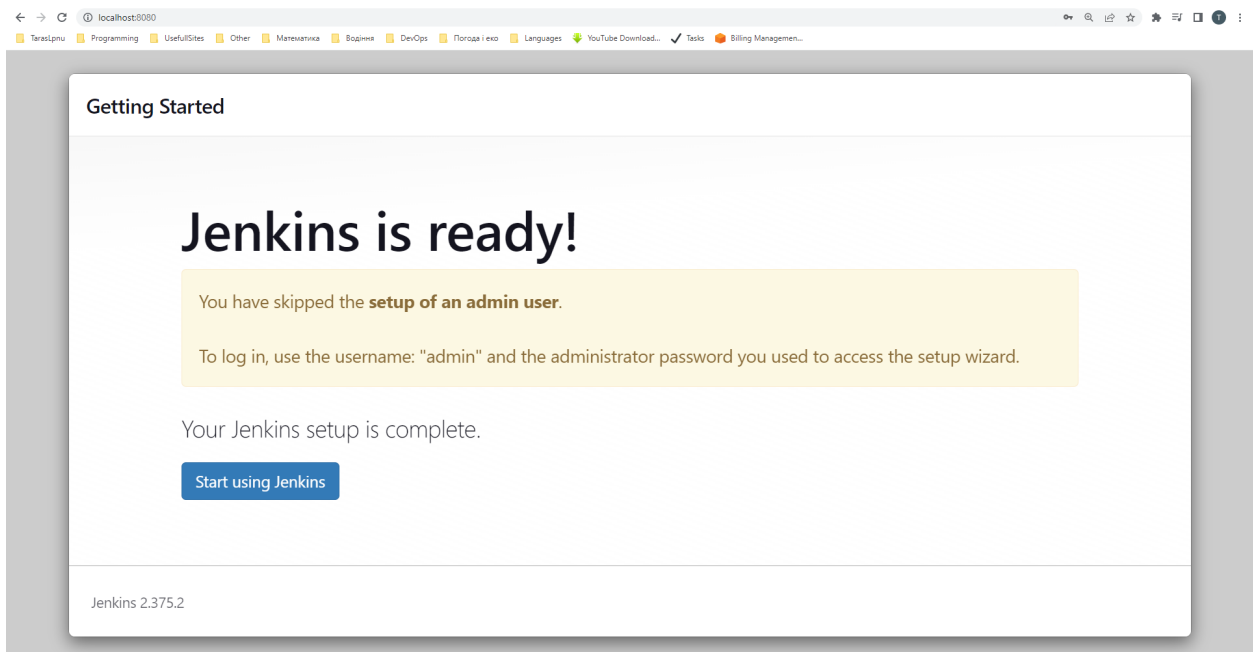 localhost:8080
TarasLpnu Programming UsefullSites Other Математика Водіння DevOps Погода і еко Languages YouTube Download... Tasks Billing Managemen...
Getting Started
Jenkins is ready!
You have skipped the setup of an admin user.
To log in, use the username: "admin" and the administrator password you used to access the setup wizard.
Your Jenkins setup is complete.
Start using Jenkins
Jenkins 2.375.2